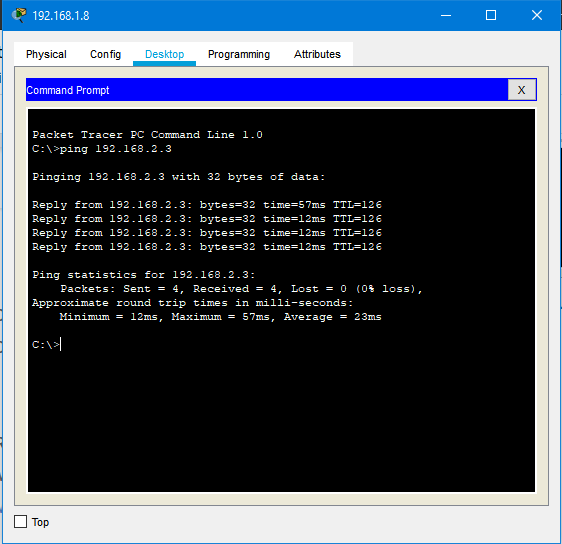 192.168.1.8
Physical Config Desktop Programming Attributes
Command Prompt X
Packet Tracer PC Command Line 1.0
C:\>ping 192.168.2.3
Pinging 192.168.2.3 with 32 bytes of data:
Reply from 192.168.2.3: bytes=32 time=57ms TTL=126
Reply from 192.168.2.3: bytes=32 time=12ms TTL=126
Reply from 192.168.2.3: bytes=32 time=12ms TTL=126
Reply from 192.168.2.3: bytes=32 time=12ms TTL=126
Ping statistics for 192.168.2.3:
Packets: Sent = 4, Received = 4, Lost = 0 (0% loss),
Approximate round trip times in milli-seconds:
Minimum = 12ms, Maximum = 57ms, Average = 23ms
C:\>
Top